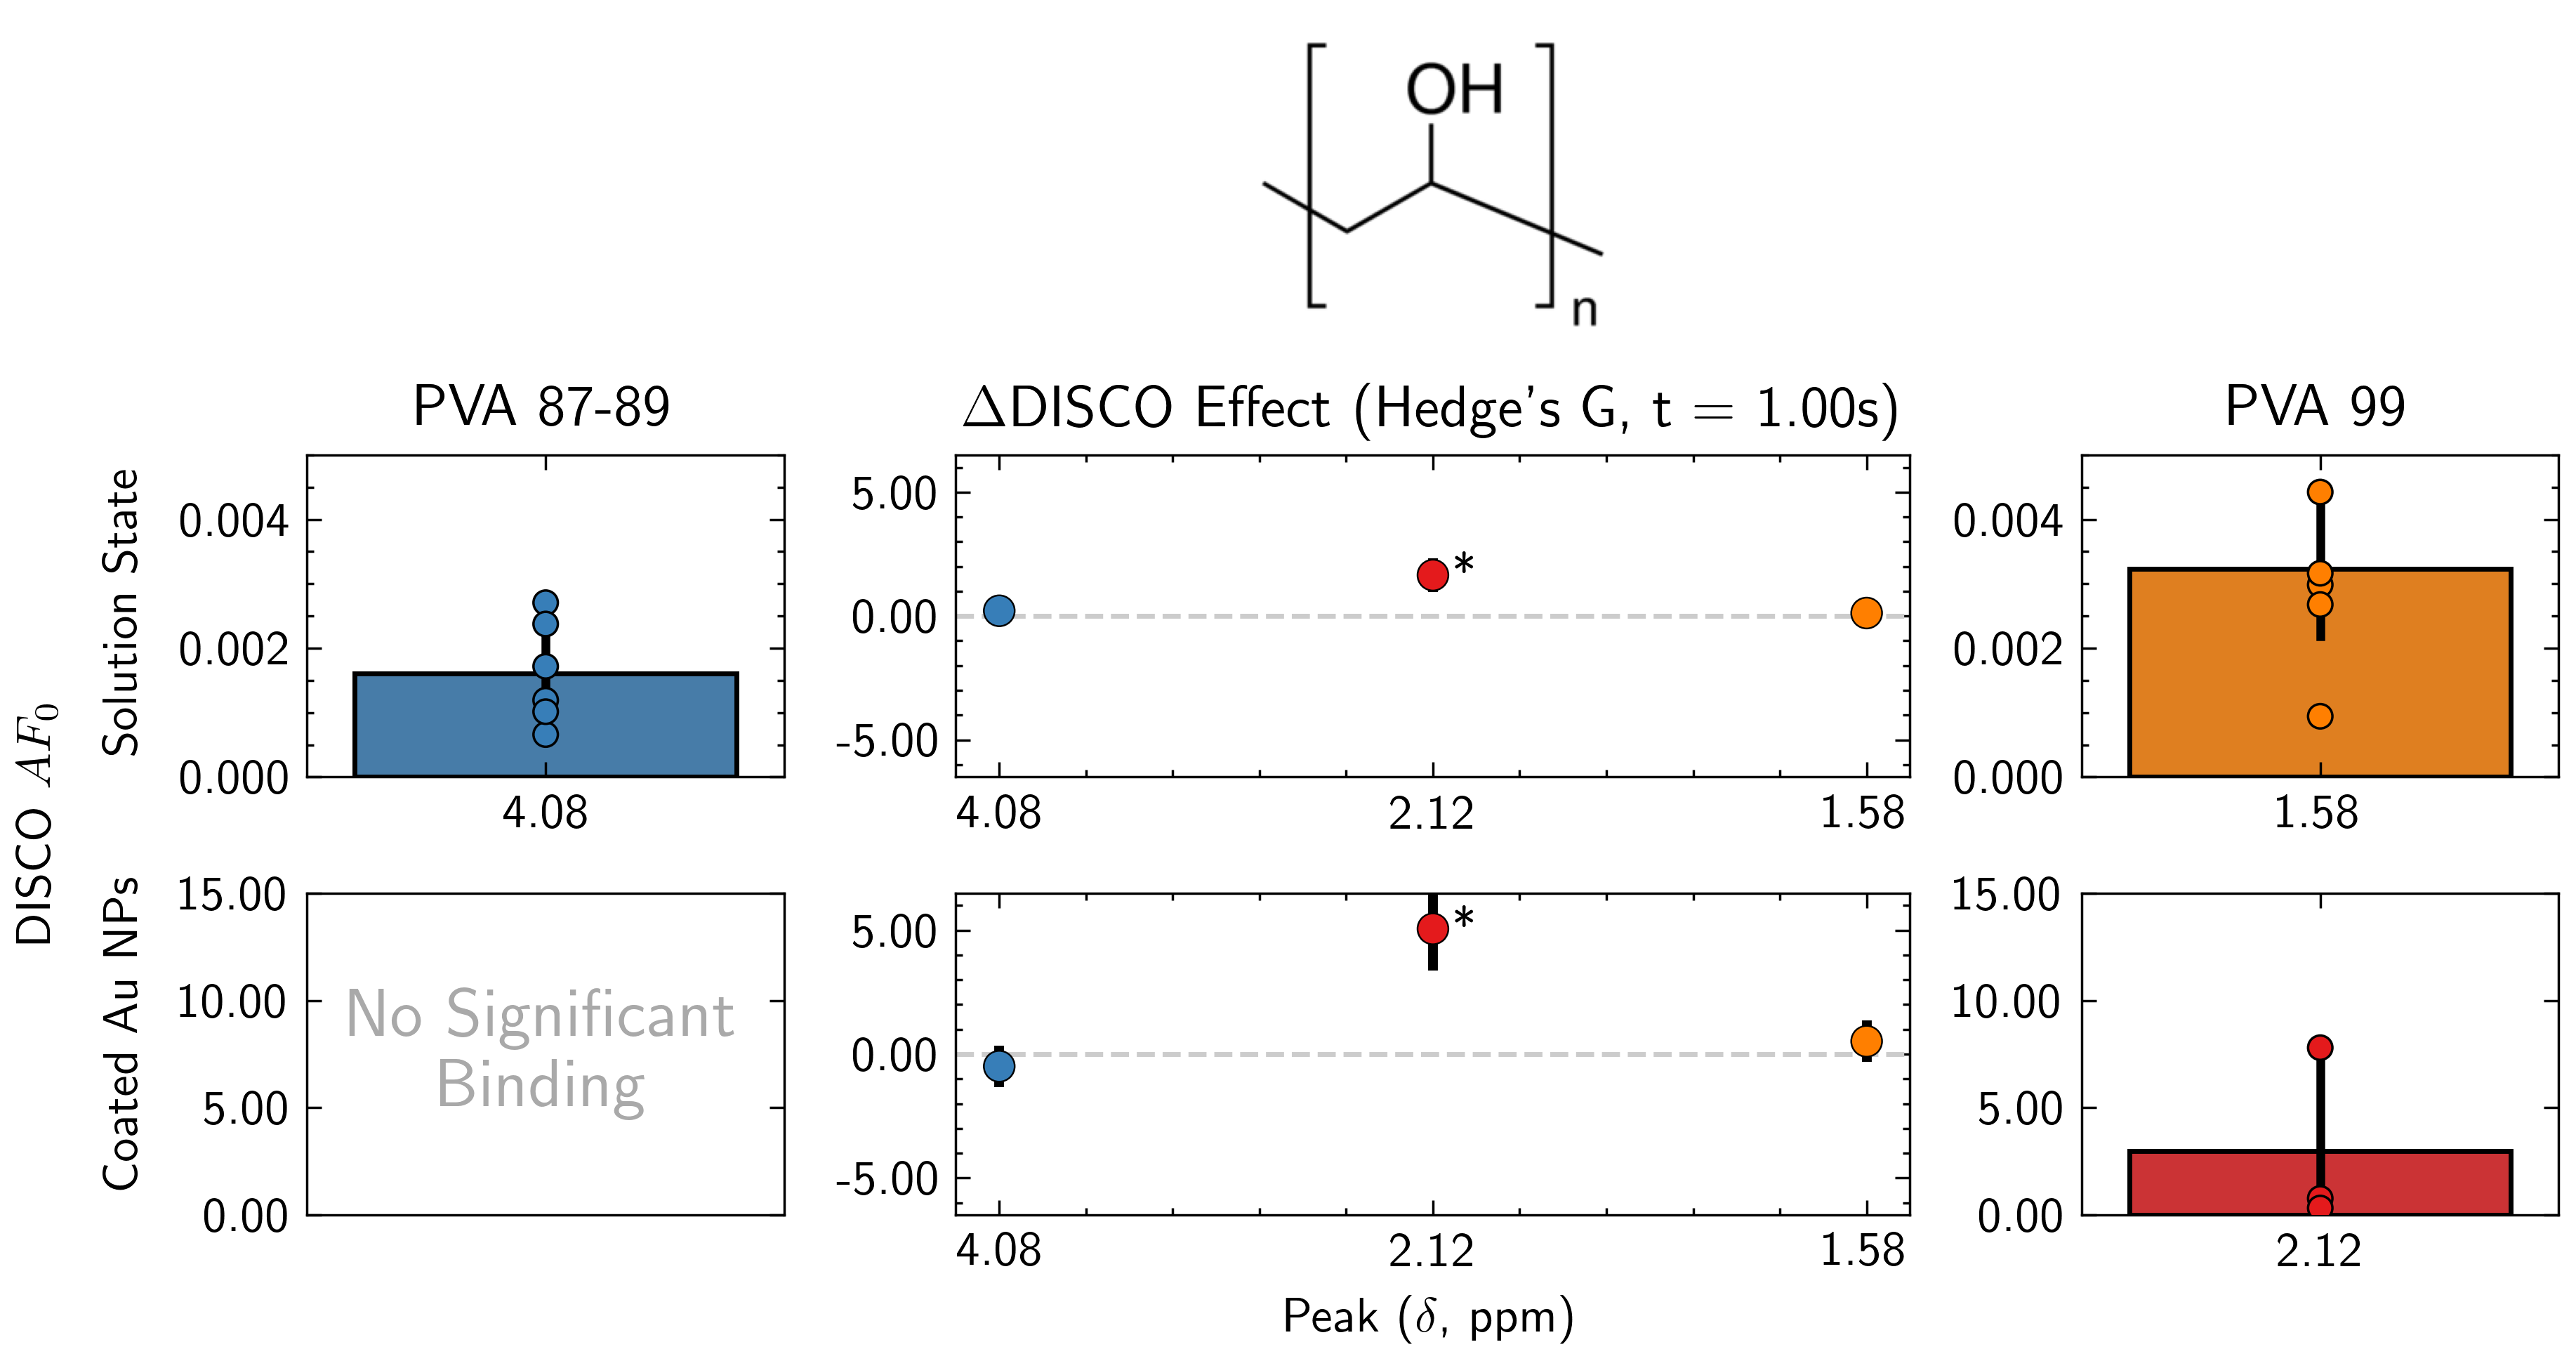 OH
n
PVA 87-89
ΔDISCO Effect (Hedge's G, t = 1.00s)
PVA 99
DISCO AF₀
Solution State
0.004
0.002
0.000
4.08
5.00
0.00
-5.00
*
4.08
2.12
1.58
0.004
0.002
0.000
1.58
Coated Au NPs
15.00
10.00
5.00
0.00
No Significant
Binding
5.00
0.00
-5.00
*
4.08
2.12
1.58
Peak (δ, ppm)
15.00
10.00
5.00
0.00
2.12